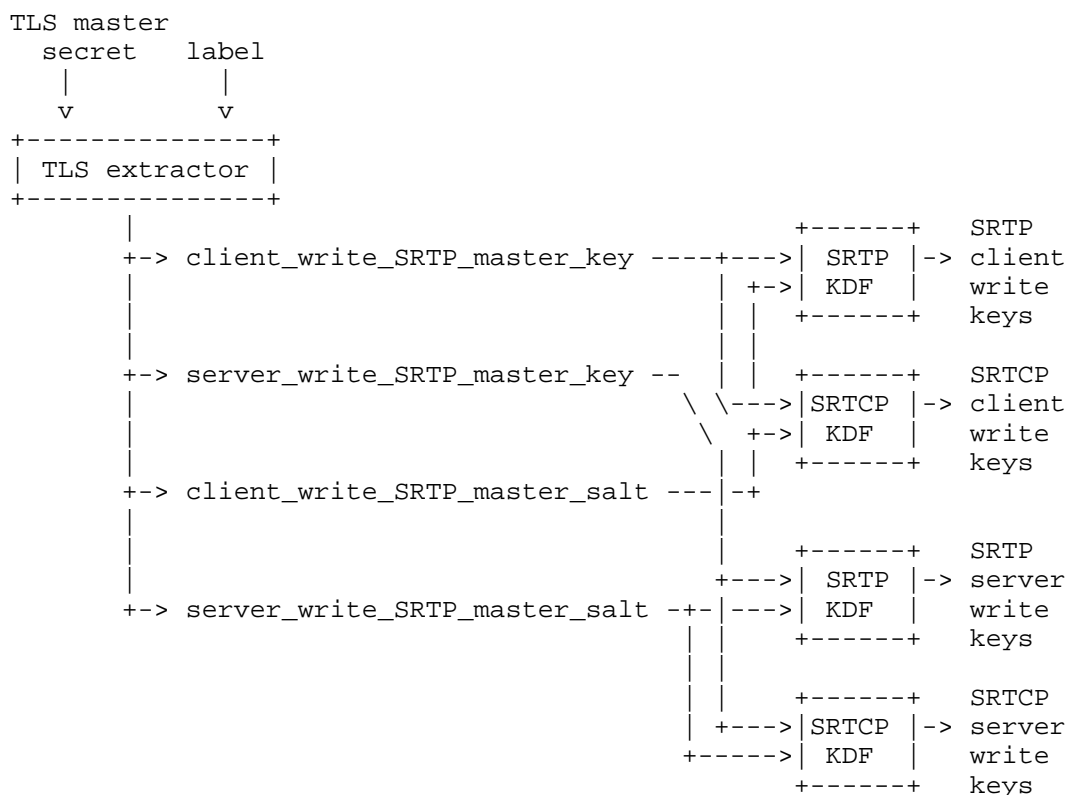 TLS master
secret label
| |
v v
+---------------+
| TLS extractor |
+---------------+
| +------+ SRTP
+-> client_write_SRTP_master_key ----+--->| SRTP |-> client
| | +->| KDF | write
| | | +------+ keys
| | |
+-> server_write_SRTP_master_key -- | | +------+ SRTCP
| \ \--->|SRTCP |-> client
| \ +->| KDF | write
| | | +------+ keys
+-> client_write_SRTP_master_salt ---|-+
| |
| | +------+ SRTP
| +--->| SRTP |-> server
+-> server_write_SRTP_master_salt -+-|--->| KDF | write
| | +------+ keys
| |
| | +------+ SRTCP
| +--->|SRTCP |-> server
+----->| KDF | write
+------+ keys